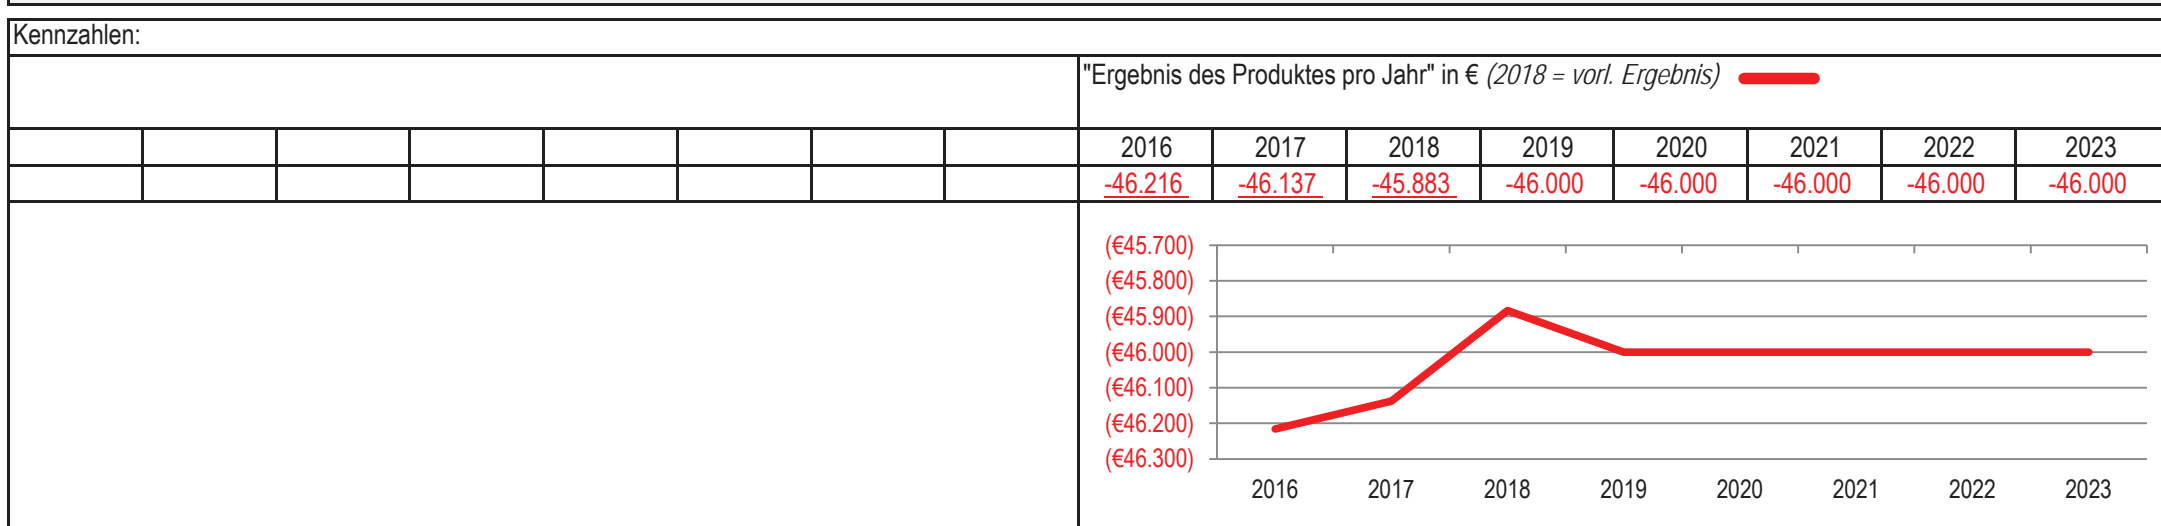 Kennzahlen:
"Ergebnis des Produktes pro Jahr" in € (2018 = vorl. Ergebnis)
2016 2017 2018 2019 2020 2021 2022 2023
-46.216 -46.137 -45.883 -46.000 -46.000 -46.000 -46.000 -46.000
(€45.700)
(€45.800)
(€45.900)
(€46.000)
(€46.100)
(€46.200)
(€46.300)
2016 2017 2018 2019 2020 2021 2022 2023